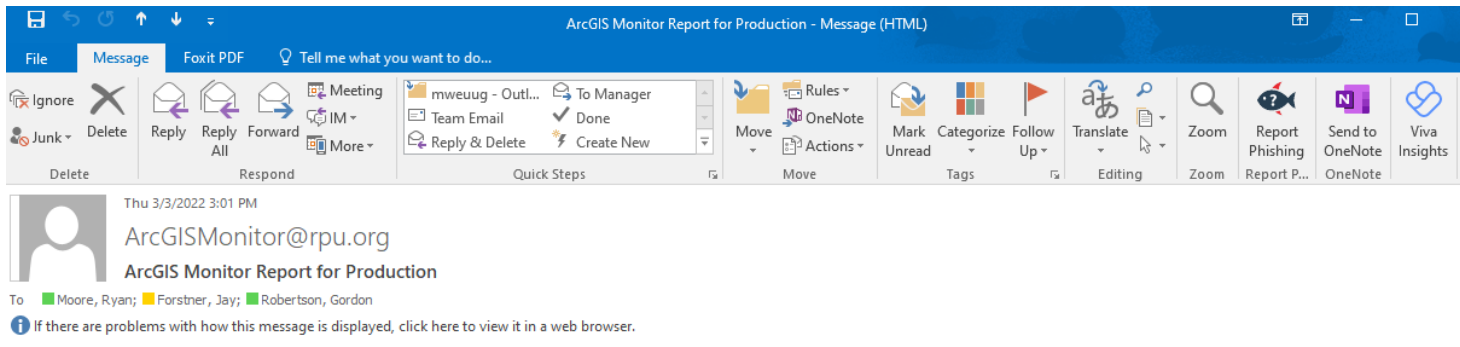 ArcGIS Monitor Report for Production - Message (HTML)
File Message Foxit PDF Tell me what you want to do...
Ignore
Junk
Delete
Delete
Reply
Reply All
Forward
Meeting
IM
More
Respond
mweuug - Outl...
Team Email
Reply & Delete
To Manager
Done
Create New
Quick Steps
Move
Rules
OneNote
Actions
Move
Mark Unread
Categorize
Follow Up
Tags
Translate
Editing
Zoom
Zoom
Report Phishing
Report P...
Send to OneNote
OneNote
Viva Insights
Thu 3/3/2022 3:01 PM
ArcGISMonitor@rpu.org
ArcGIS Monitor Report for Production
To Moore, Ryan; Forstner, Jay; Robertson, Gordon
If there are problems with how this message is displayed, click here to view it in a web browser.